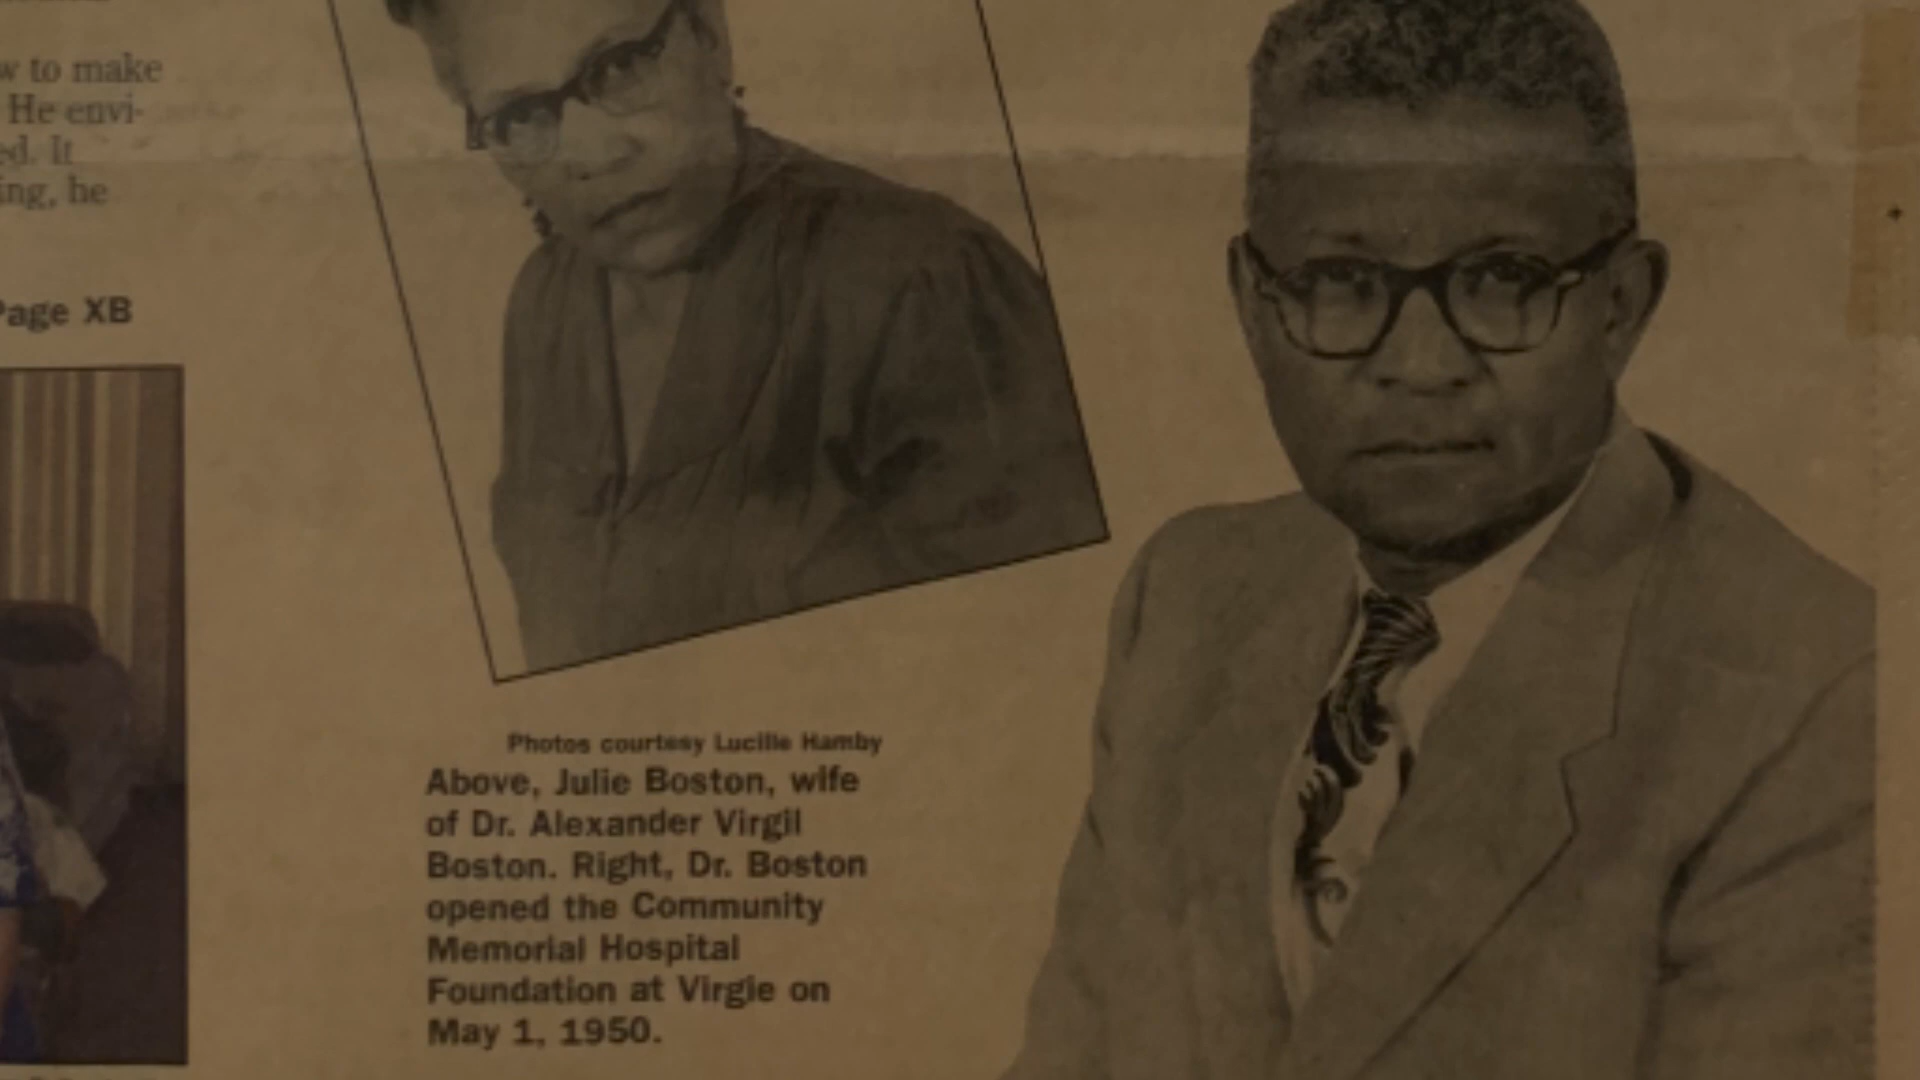 w to make
He envi-
ed. It
ing, he
Page XB
Photos courtesy Lucille Hamby
Above, Julie Boston, wife
of Dr. Alexander Virgil
Boston. Right, Dr. Boston
opened the Community
Memorial Hospital
Foundation at Virgie on
May 1, 1950.